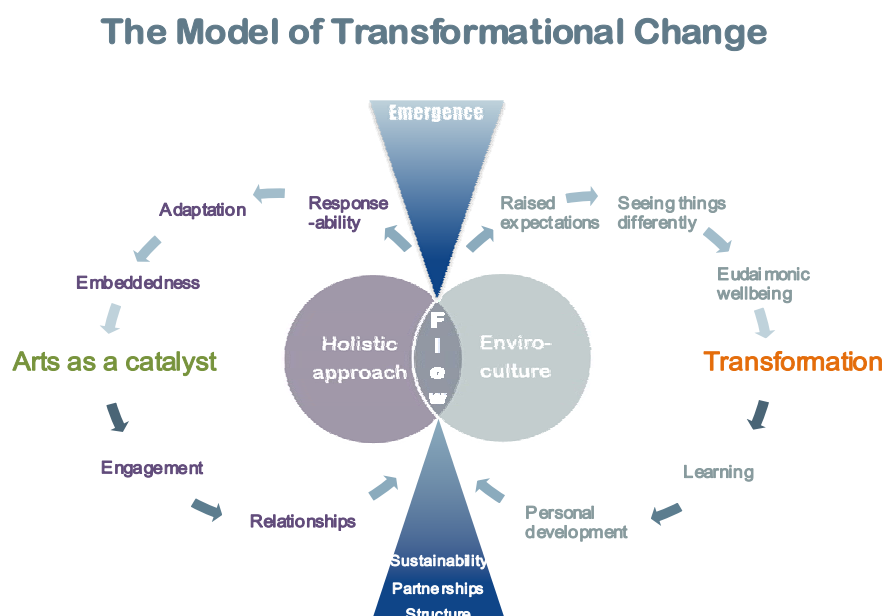 The Model of Transformational Change
Emergence
Response
-ability
Raised
expectations
Seeing things
differently
Adaptation
Embeddedness
Eudaimonic
wellbeing
Holistic
approach
F
l
o
w
Enviro-
culture
Arts as a catalyst
Transformation
Engagement
Learning
Relationships
Personal
development
Sustainability
Partnerships
Structure